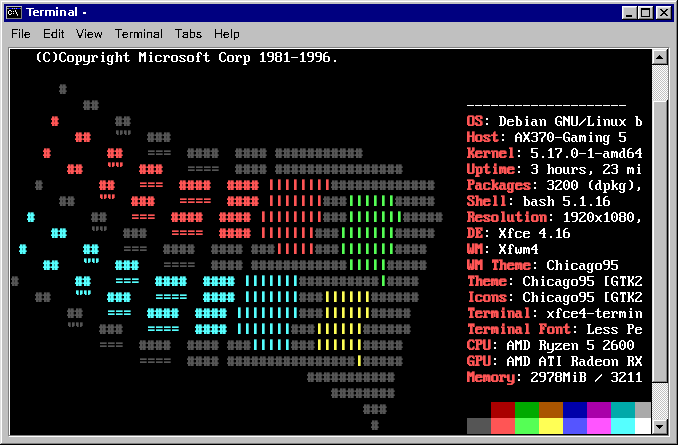 Terminal -
File Edit View Terminal Tabs Help
(C)Copyright Microsoft Corp 1981-1996.
--------------------
OS: Debian GNU/Linux b
Host: AX370-Gaming 5
Kernel: 5.17.0-1-amd64
Uptime: 3 hours, 23 mi
Packages: 3200 (dpkg),
Shell: bash 5.1.16
Resolution: 1920x1080,
DE: Xfce 4.16
WM: Xfwm4
WM Theme: Chicago95
Theme: Chicago95 [GTK2
Icons: Chicago95 [GTK2
Terminal: xfce4-termin
Terminal Font: Less Pe
CPU: AMD Ryzen 5 2600
GPU: AMD ATI Radeon RX
Memory: 2978MiB / 3211